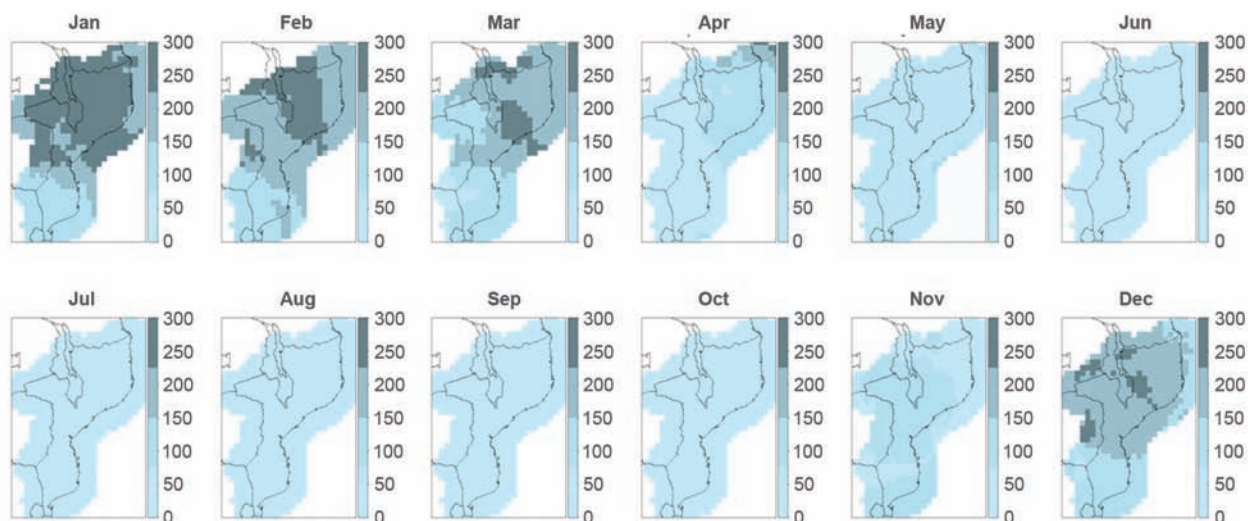 Jan Feb Mar Apr May Jun
300 300 300 300 300 300
250 250 250 250 250 250
200 200 200 200 200 200
150 150 150 150 150 150
100 100 100 100 100 100
50 50 50 50 50 50
0 0 0 0 0 0
Jul Aug Sep Oct Nov Dec
300 300 300 300 300 300
250 250 250 250 250 250
200 200 200 200 200 200
150 150 150 150 150 150
100 100 100 100 100 100
50 50 50 50 50 50
0 0 0 0 0 0